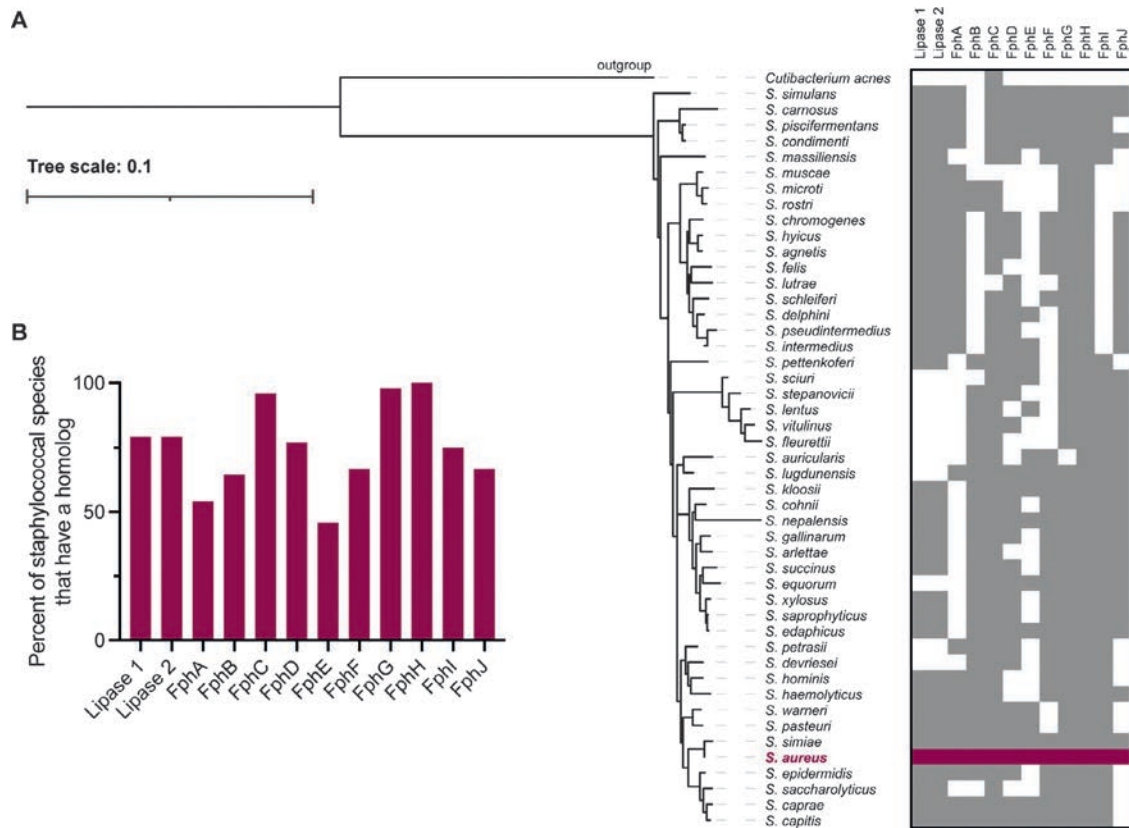 A
Lipase 1
Lipase 2
FphA
FphB
FphC
FphD
FphE
FphF
FphG
FphH
FphI
FphJ
outgroup
Cutibacterium acnes
S. simulans
S. carnosus
S. piscifermentans
S. condimenti
S. massiliensis
S. muscae
S. microti
S. rostri
S. chromogenes
S. hyicus
S. agnetis
S. felis
S. lutrae
S. schleiferi
S. delphini
S. pseudintermedius
S. intermedius
S. pettenkoferi
S. sciuri
S. stepanovicii
S. lentus
S. vitulinus
S. fleurettii
S. auricularis
S. lugdunensis
S. kloosii
S. cohnii
S. nepalensis
S. gallinarum
S. arlettae
S. succinus
S. equorum
S. xylosus
S. saprophyticus
S. edaphicus
S. petrasii
S. devriesei
S. hominis
S. haemolyticus
S. warneri
S. pasteuri
S. simiae
S. aureus
S. epidermidis
S. saccharolyticus
S. caprae
S. capitis
Tree scale: 0.1
B
Percent of staphylococcal species
that have a homolog
100
50
0
Lipase 1
Lipase 2
FphA
FphB
FphC
FphD
FphE
FphF
FphG
FphH
FphI
FphJ